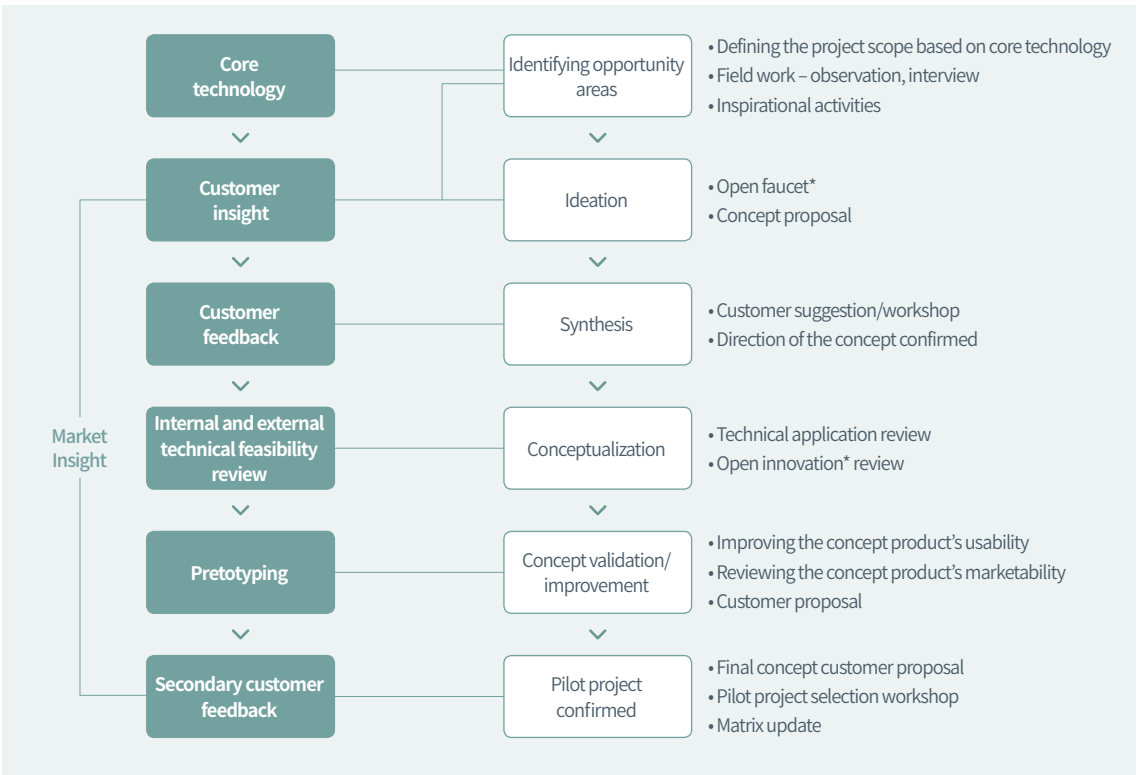 Core
technology
Identifying opportunity
areas
• Defining the project scope based on core technology
• Field work – observation, interview
• Inspirational activities
Customer
insight
Ideation
• Open faucet*
• Concept proposal
Customer
feedback
Synthesis
• Customer suggestion/workshop
• Direction of the concept confirmed
Market
Insight
Internal and external
technical feasibility
review
Conceptualization
• Technical application review
• Open innovation* review
Pretotyping
Concept validation/
improvement
• Improving the concept product’s usability
• Reviewing the concept product’s marketability
• Customer proposal
Secondary customer
feedback
Pilot project
confirmed
• Final concept customer proposal
• Pilot project selection workshop
• Matrix update